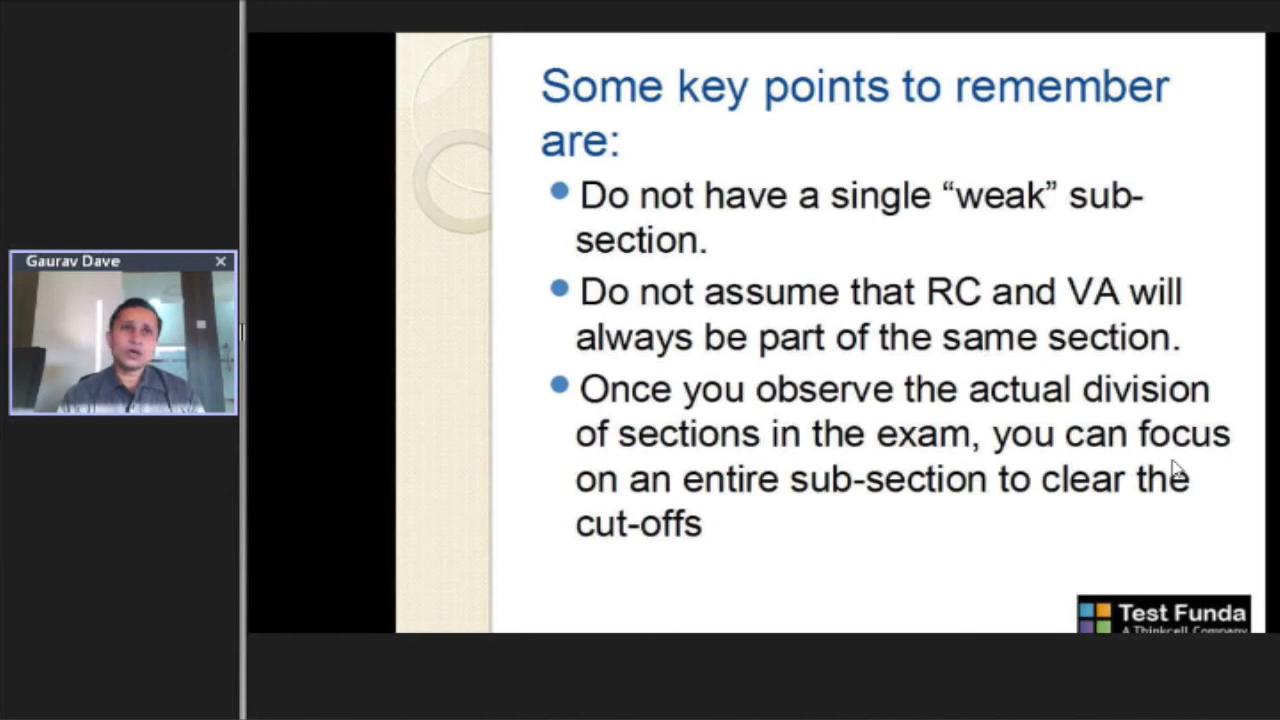 Gaurav Dave
Some key points to remember
are:
Do not have a single “weak” sub-
section.
Do not assume that RC and VA will
always be part of the same section.
Once you observe the actual division
of sections in the exam, you can focus
on an entire sub-section to clear the
cut-offs
Test Funda
A Thinkcell Company